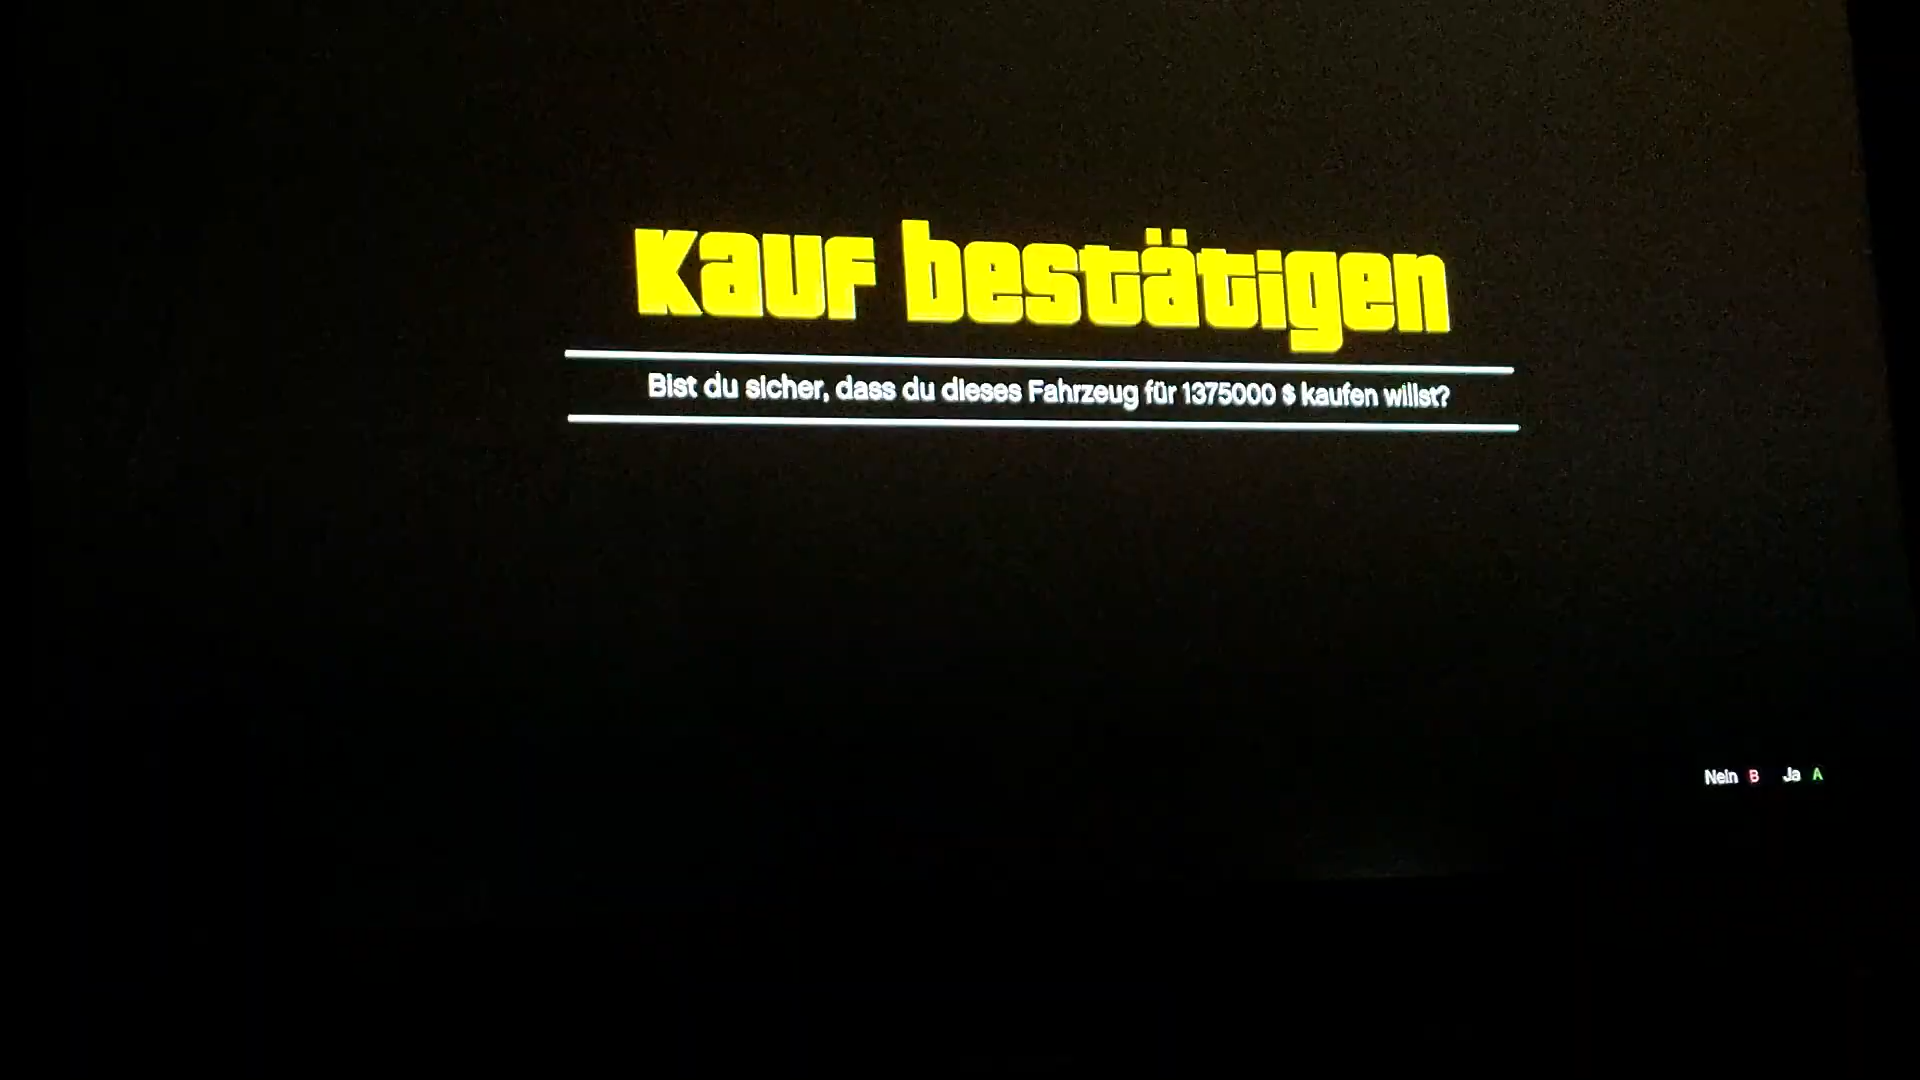 Kauf bestätigen
Bist du sicher, dass du dieses Fahrzeug für 1375000 $ kaufen willst?
Nein B Ja A